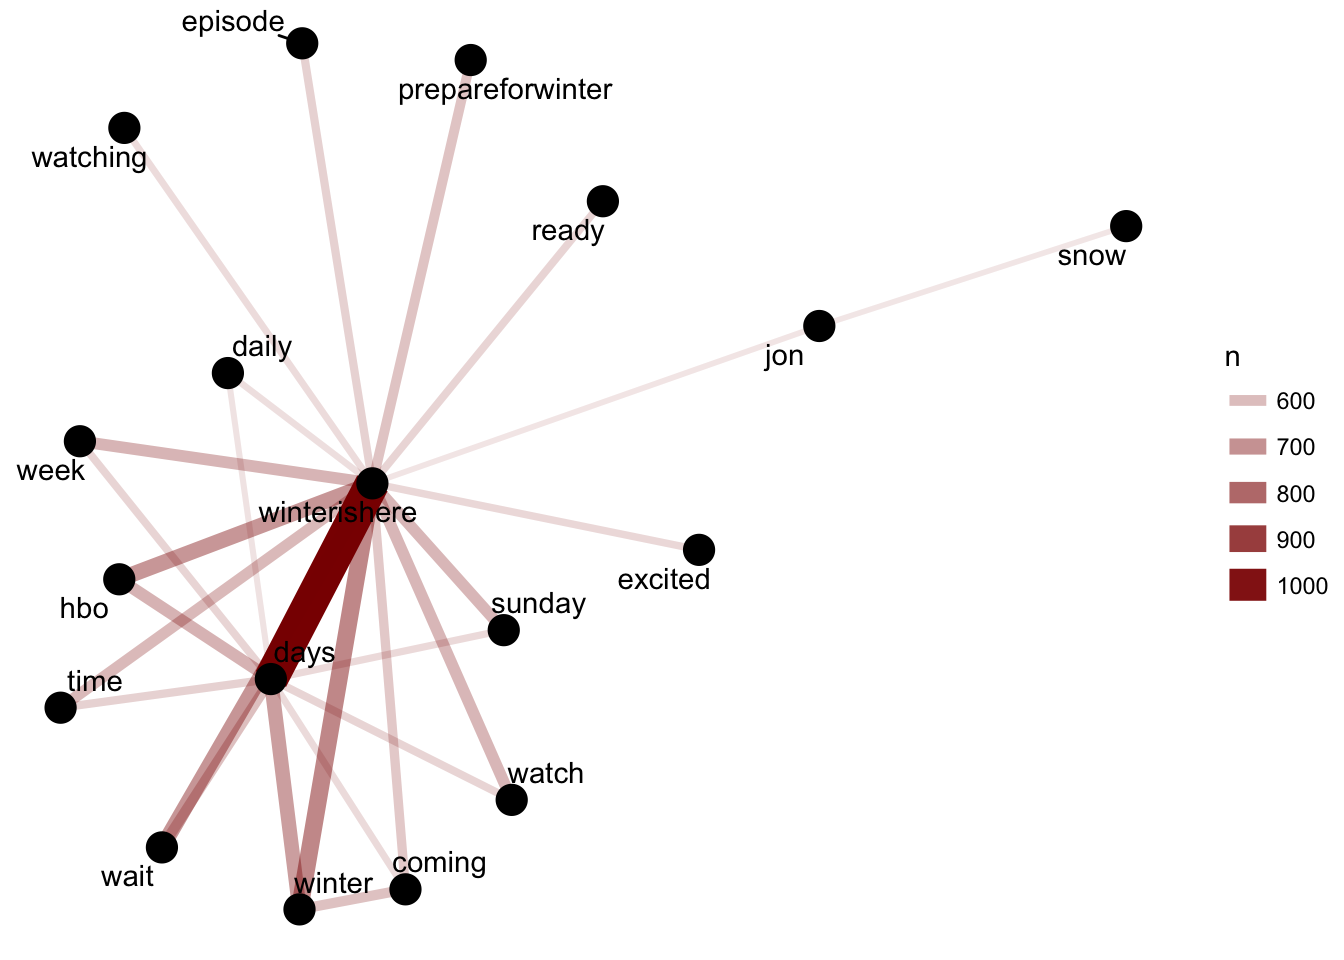 episode
prepareforwinter
watching
ready
snow
daily
jon
n
600
week
700
winterishere
800
900
excited
1000
hbo
sunday
days
time
watch
coming
wait
winter